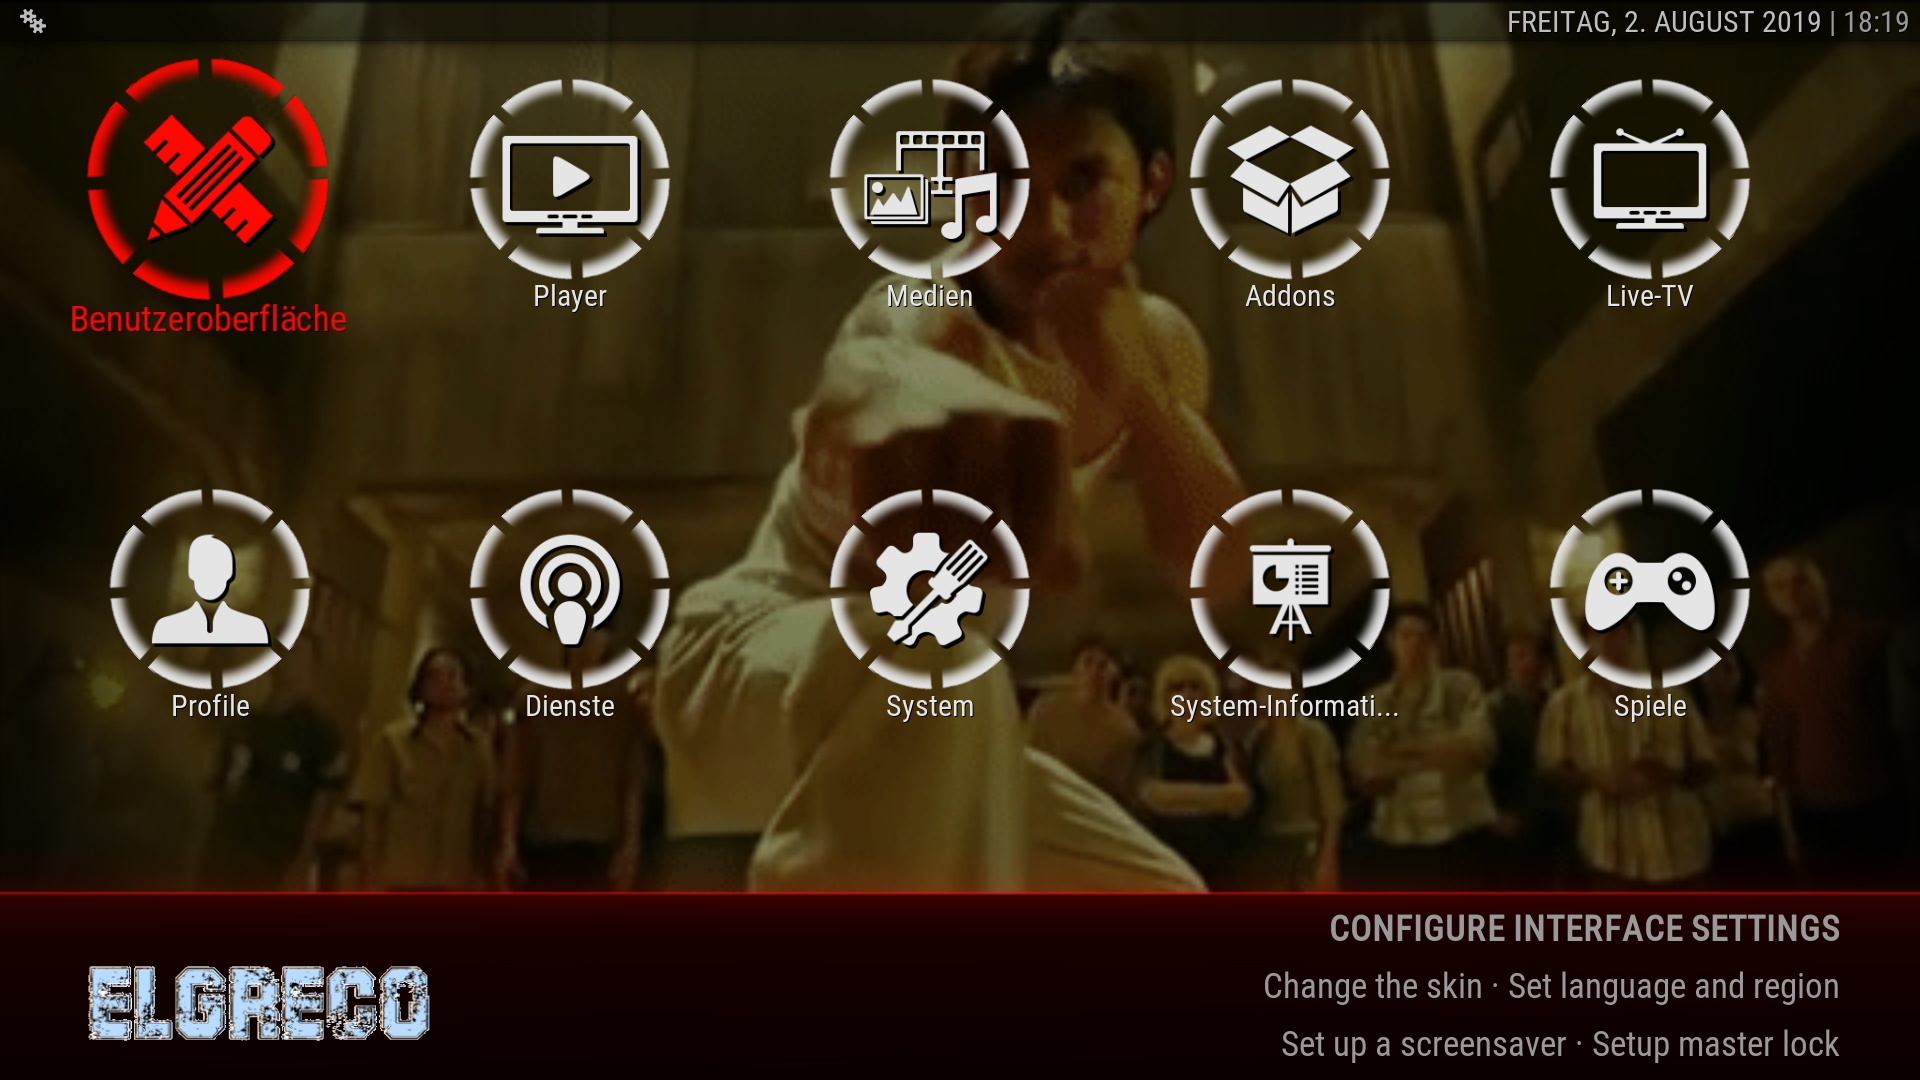 FREITAG, 2. AUGUST 2019 | 18:19
Benutzeroberfläche
Player
Medien
Addons
Live-TV
Profile
Dienste
System
System-Informati...
Spiele
CONFIGURE INTERFACE SETTINGS
Change the skin · Set language and region
Set up a screensaver · Setup master lock
ELGRECO